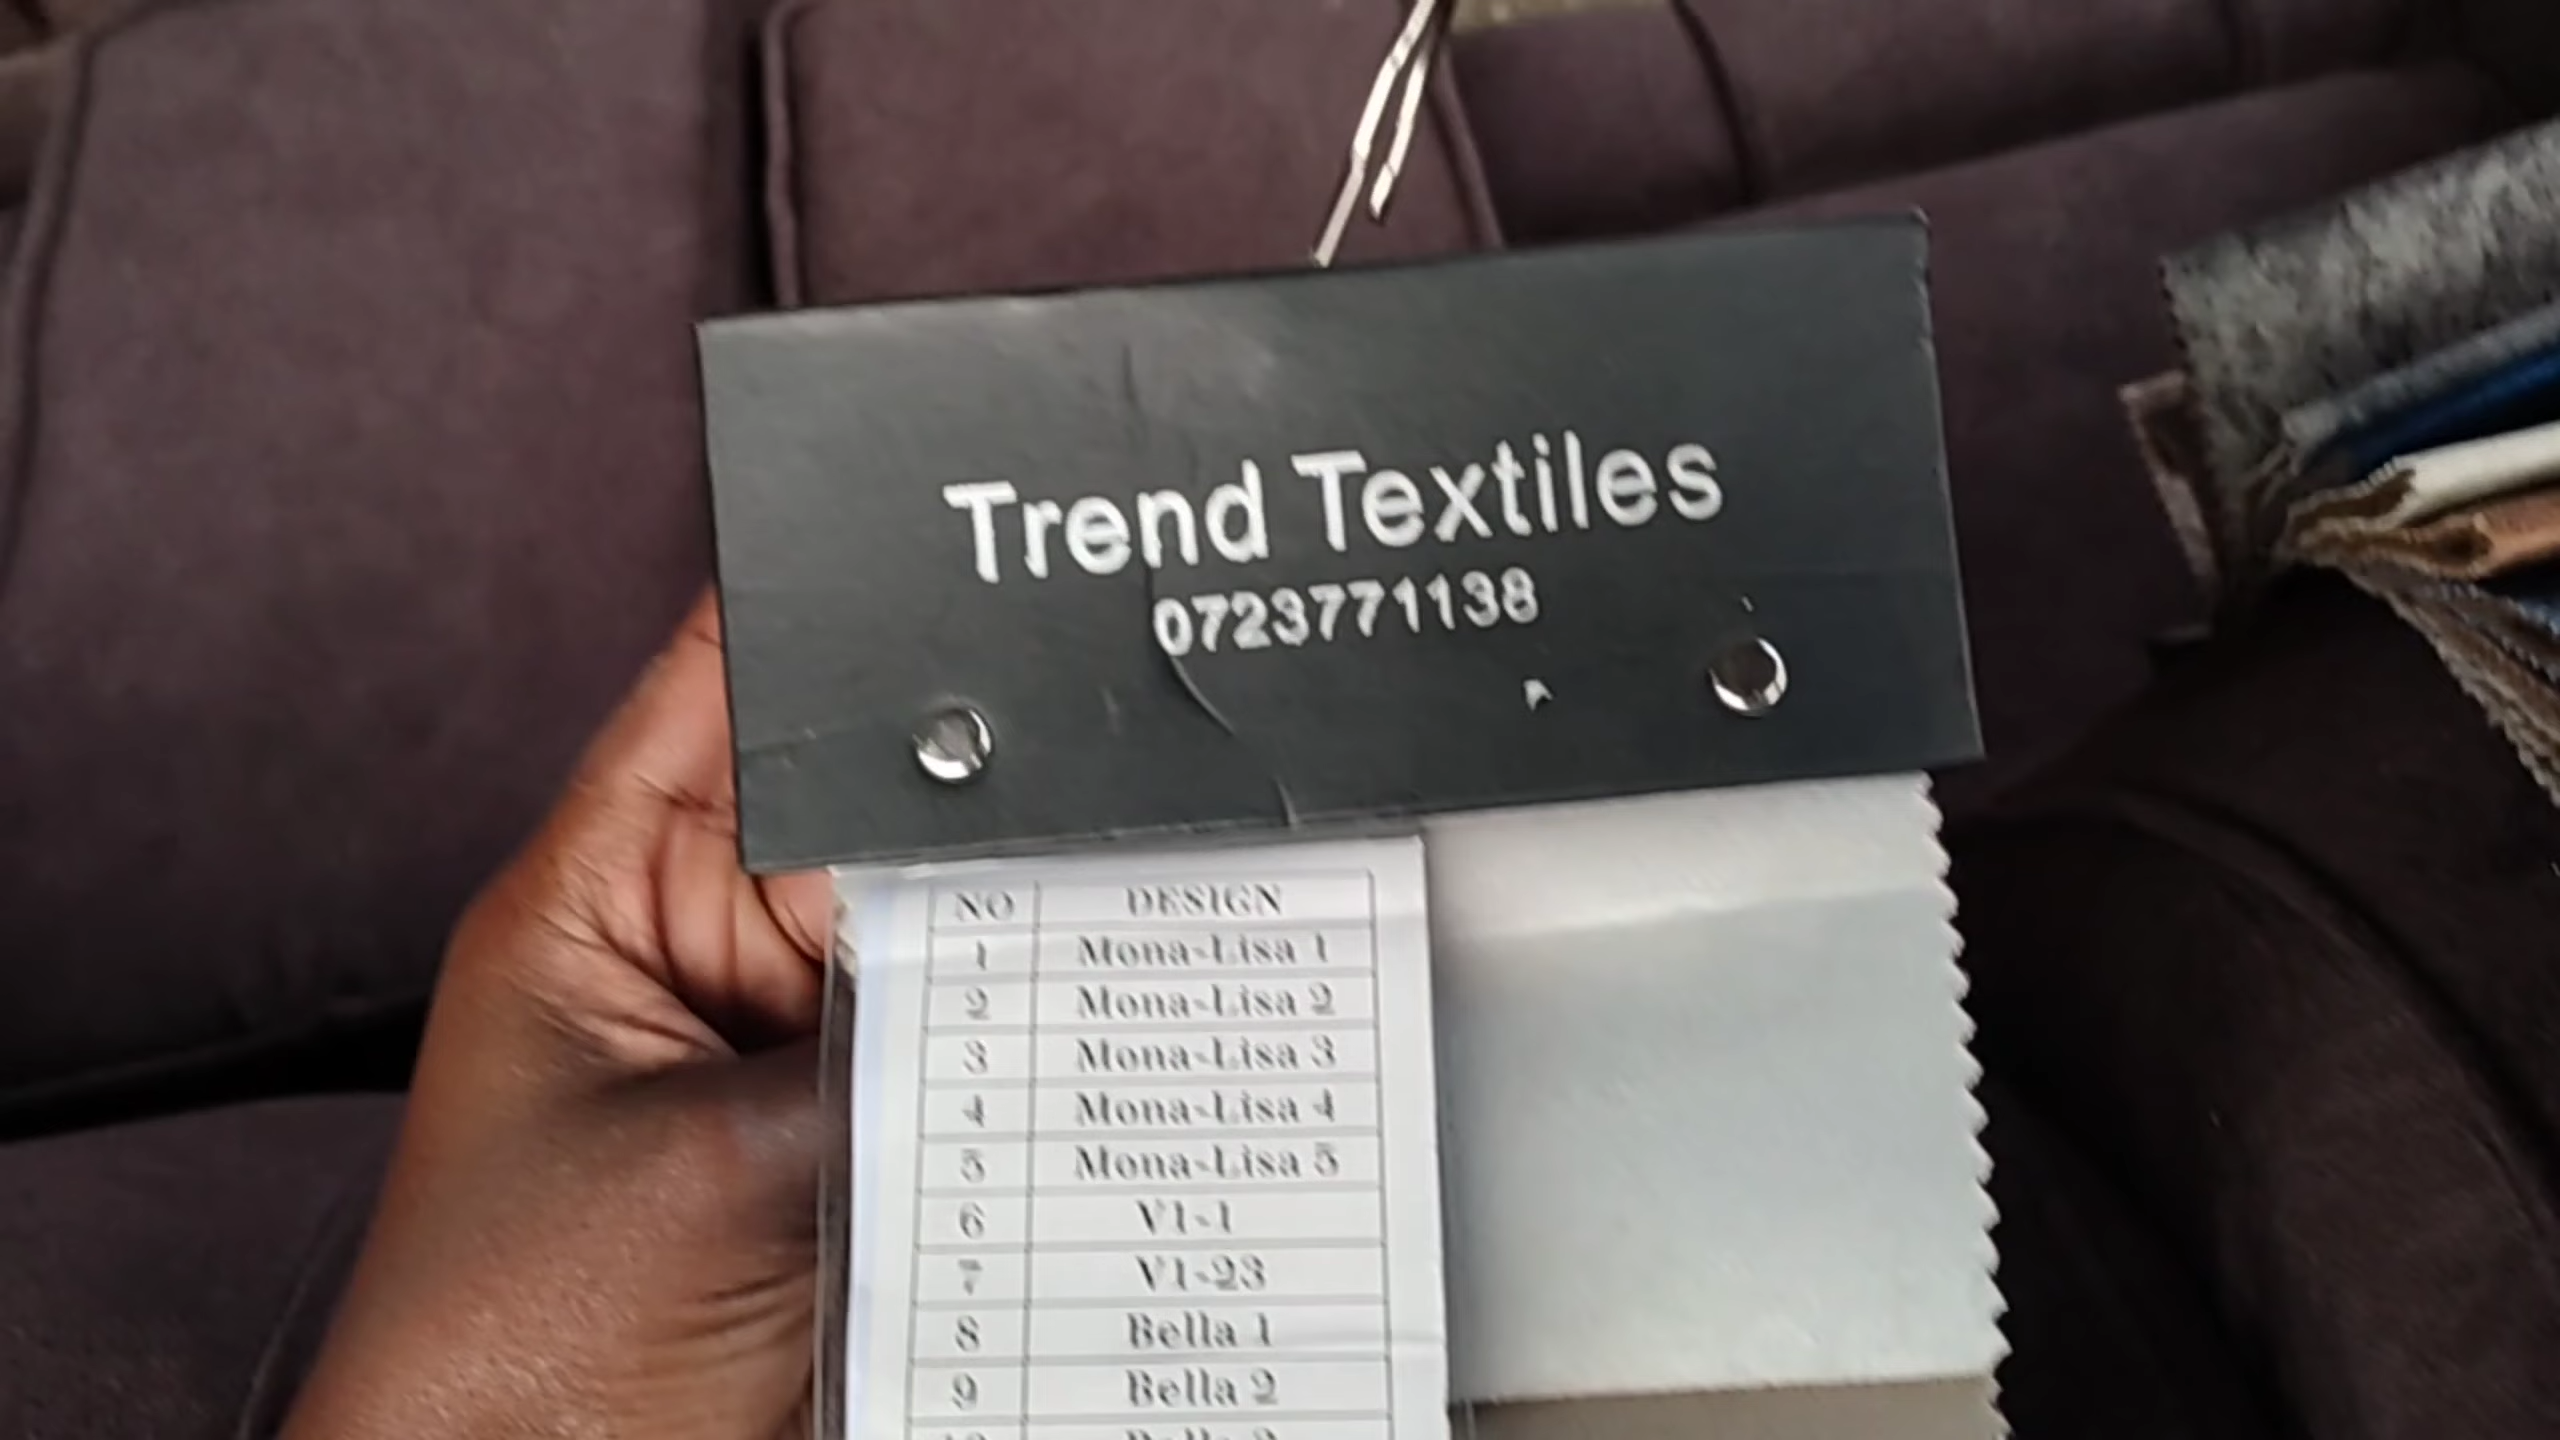 Trend Textiles
0723771138
NO DESIGN
1 Mona-Lisa 1
2 Mona-Lisa 2
3 Mona-Lisa 3
4 Mona-Lisa 4
5 Mona-Lisa 5
6 V1-1
7 V1-23
8 Bella 1
9 Bella 2